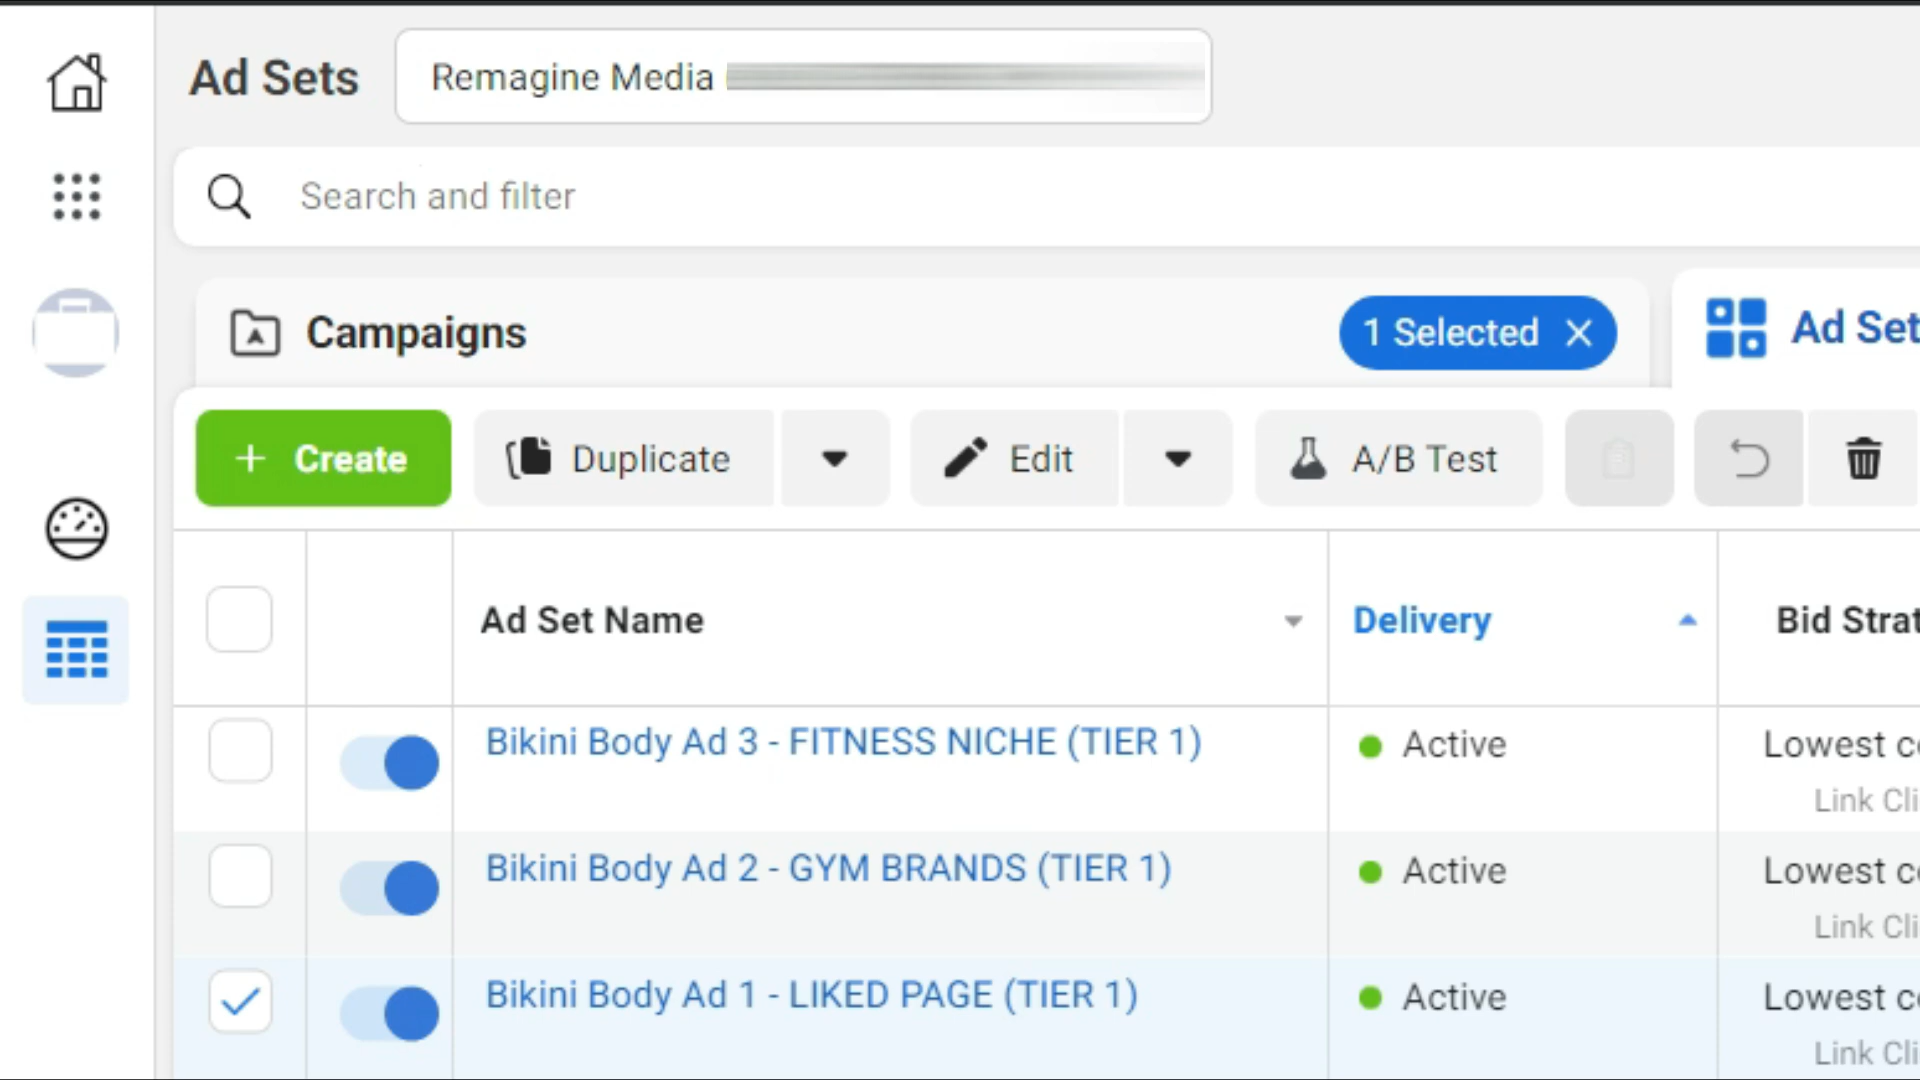 Ad Sets
Remagine Media
Search and filter
Campaigns
1 Selected
Ad Set
+ Create
Duplicate
Edit
A/B Test
Ad Set Name
Delivery
Bid Strat
Bikini Body Ad 3 - FITNESS NICHE (TIER 1)
Active
Lowest c
Link Cli
Bikini Body Ad 2 - GYM BRANDS (TIER 1)
Active
Lowest c
Link Cli
Bikini Body Ad 1 - LIKED PAGE (TIER 1)
Active
Lowest c
Link Cli